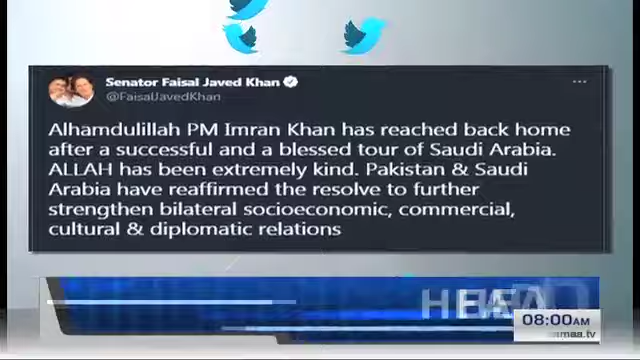 Senator Faisal Javed Khan
@FaisalJavedKhan
Alhamdulillah PM Imran Khan has reached back home
after a successful and a blessed tour of Saudi Arabia.
ALLAH has been extremely kind. Pakistan & Saudi
Arabia have reaffirmed the resolve to further
strengthen bilateral socioeconomic, commercial,
cultural & diplomatic relations
08:00AM